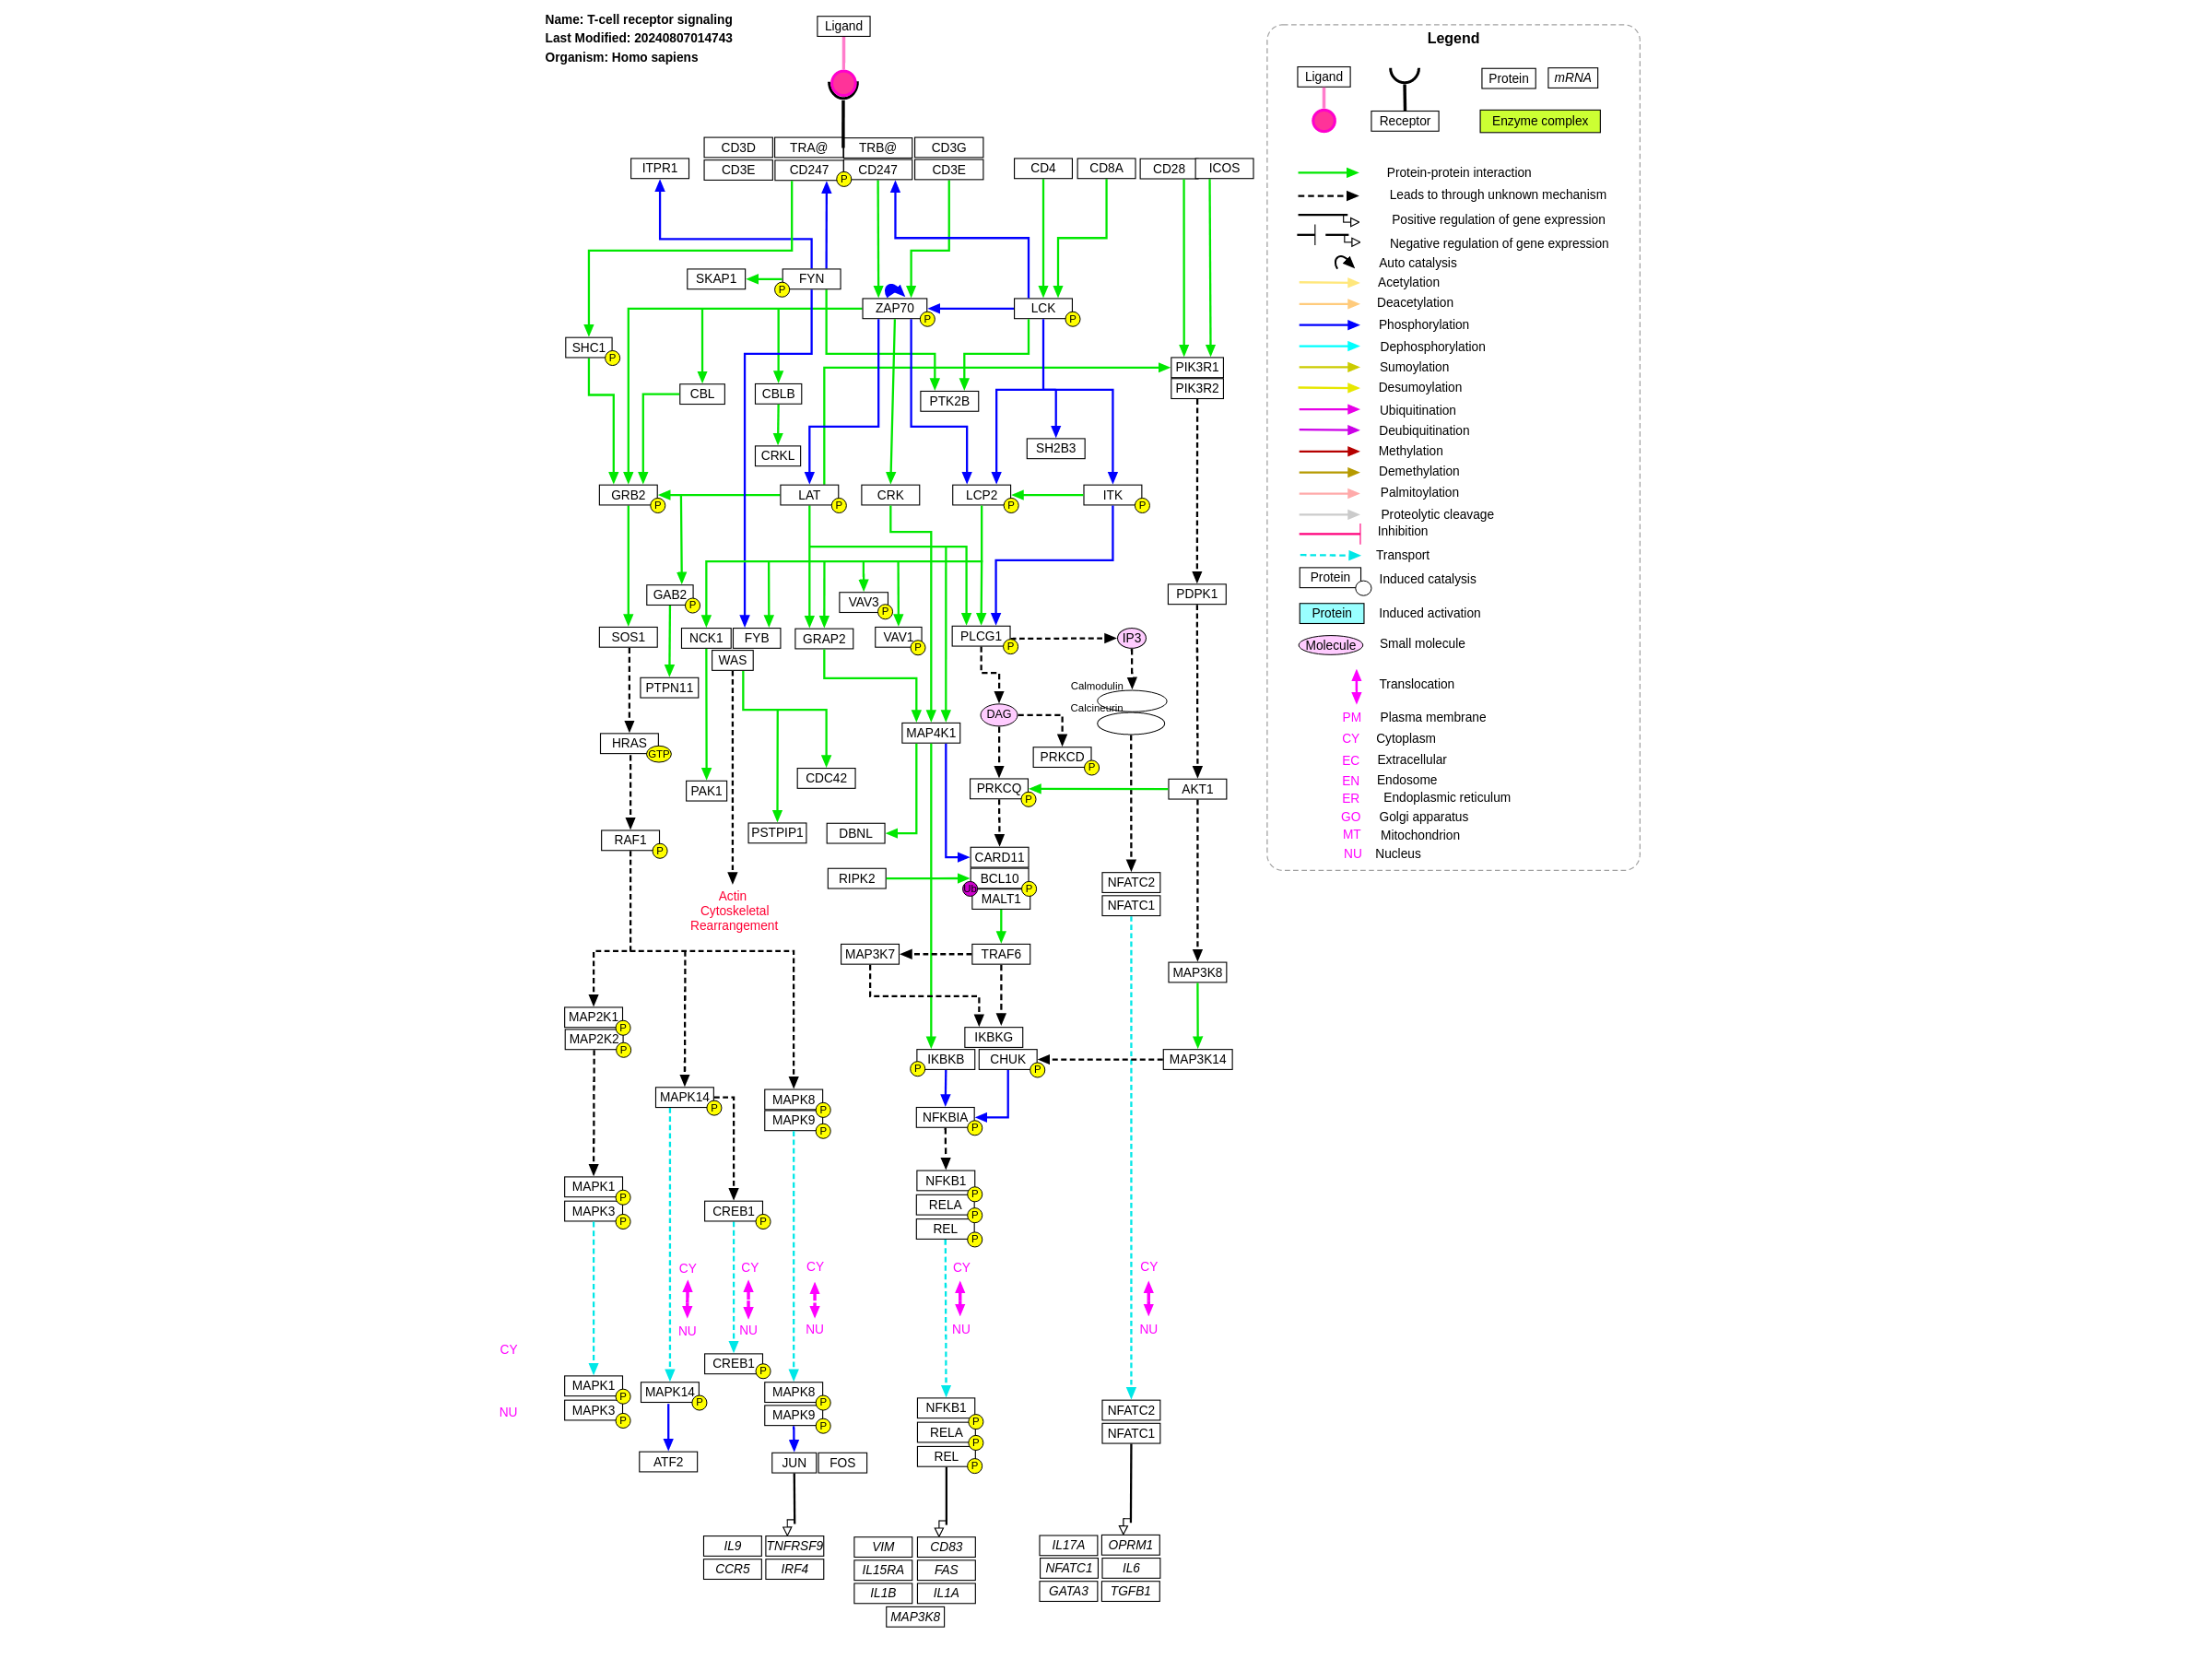 Name: T-cell receptor signaling
Last Modified: 20240807014743
Organism: Homo sapiens
Ligand
CD3D TRA@ TRB@ CD3G
ITPR1 CD3E CD247 CD247 CD3E CD4 CD8A CD28 ICOS
P
SKAP1 FYN
P
ZAP70 LCK
P P
SHC1
P
PIK3R1
PIK3R2
CBL CBLB PTK2B
CRKL SH2B3
GRB2 LAT CRK LCP2 ITK
P P P P
GAB2 VAV3 PDPK1
P P
SOS1 NCK1 FYB GRAP2 VAV1 PLCG1 IP3
P P
WAS
PTPN11 Calmodulin
DAG Calcineurin
HRAS MAP4K1
GTP PRKCD
P
PAK1 CDC42 PRKCQ AKT1
P
RAF1 PSTPIP1 DBNL
P
CARD11
RIPK2 BCL10 NFATC2
Ub P
Actin MALT1 NFATC1
Cytoskeletal
Rearrangement
MAP3K7 TRAF6
MAP3K8
MAP2K1
P
MAP2K2 IKBKG
P
IKBKB CHUK MAP3K14
P P
MAPK14 MAPK8
P P
MAPK9 NFKBIA
P P
MAPK1 NFKB1
P P
MAPK3 CREB1 RELA
P P P
REL
P
CY CY CY CY CY
NU NU NU NU NU
CY
CREB1
P
MAPK1 MAPK14 MAPK8 NFKB1 NFATC2
P P P P
NU MAPK3 MAPK9 RELA NFATC1
P P P
ATF2 JUN FOS REL
P
IL9 TNFRSF9 VIM CD83 IL17A OPRM1
CCR5 IRF4 IL15RA FAS NFATC1 IL6
IL1B IL1A GATA3 TGFB1
MAP3K8
Legend
Ligand Protein mRNA
Receptor Enzyme complex
Protein-protein interaction
Leads to through unknown mechanism
Positive regulation of gene expression
Negative regulation of gene expression
Auto catalysis
Acetylation
Deacetylation
Phosphorylation
Dephosphorylation
Sumoylation
Desumoylation
Ubiquitination
Deubiquitination
Methylation
Demethylation
Palmitoylation
Proteolytic cleavage
Inhibition
Transport
Protein Induced catalysis
Protein Induced activation
Molecule Small molecule
Translocation
PM Plasma membrane
CY Cytoplasm
EC Extracellular
EN Endosome
ER Endoplasmic reticulum
GO Golgi apparatus
MT Mitochondrion
NU Nucleus